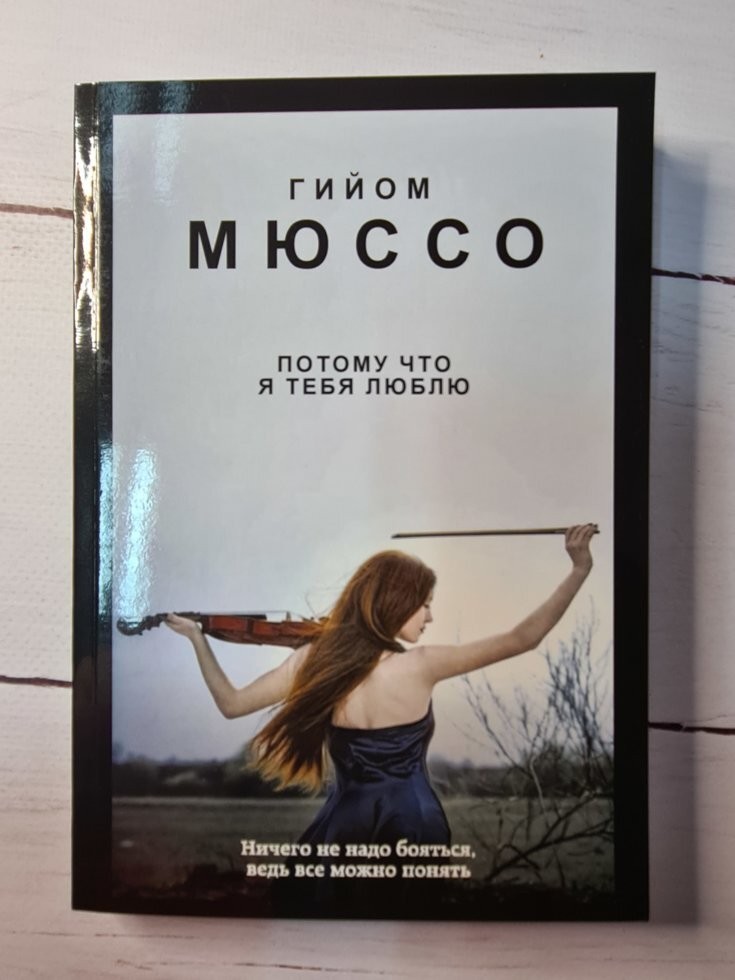 ГИЙОМ
МЮССО
ПОТОМУ ЧТО
Я ТЕБЯ ЛЮБЛЮ
Ничего не надо бояться,
ведь все можно понять